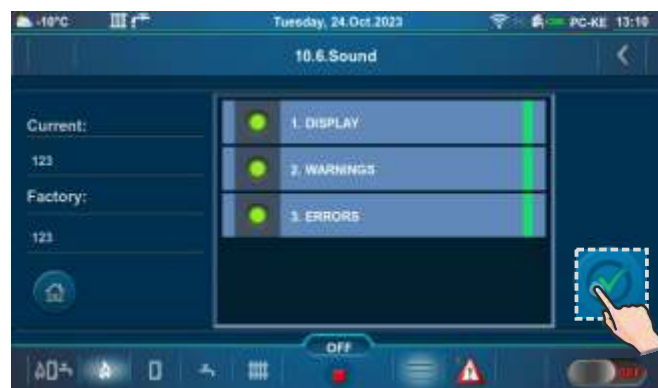 -10°C Tuesday, 24.Oct.2023 PC-KE 13:10
10.6.Sound
Current:
123
Factory:
123
1. DISPLAY
2. WARNINGS
3. ERRORS
OFF
OFF